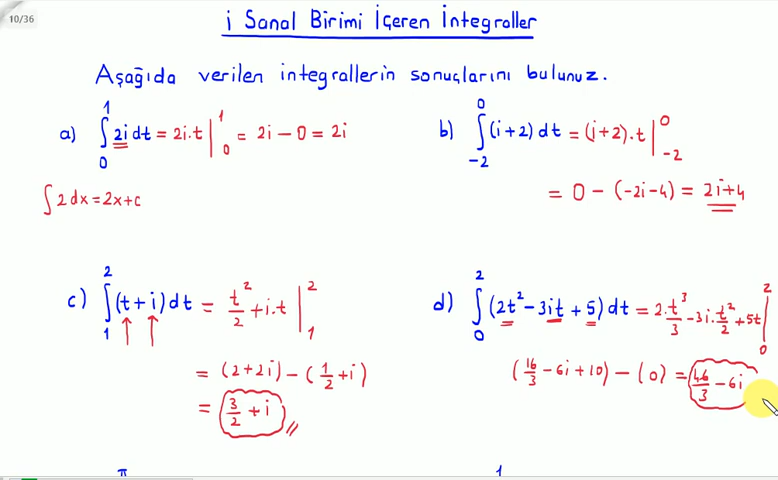 10/36
i Sanal Birimi İçeren İntegraller
Aşağıda verilen integrallerin sonuçlarını bulunuz.
a) ∫₀¹ 2i dt = 2i.t |₀¹ = 2i – 0 = 2i
∫ 2dx = 2x+c
b) ∫₋₂⁰ (i+2) dt = (i+2).t |₋₂⁰
= 0 – (-2i-4) = 2i+4
c) ∫₁² (t+i) dt = t²/2 + i.t |₁²
= (2+2i) – (1/2 + i)
= 3/2 + i //
d) ∫₀² (2t² – 3it + 5) dt = 2.t³/3 – 3i.t²/2 + 5t |₀²
(16/3 – 6i + 10) – (0) = 46/3 – 6i
π
1